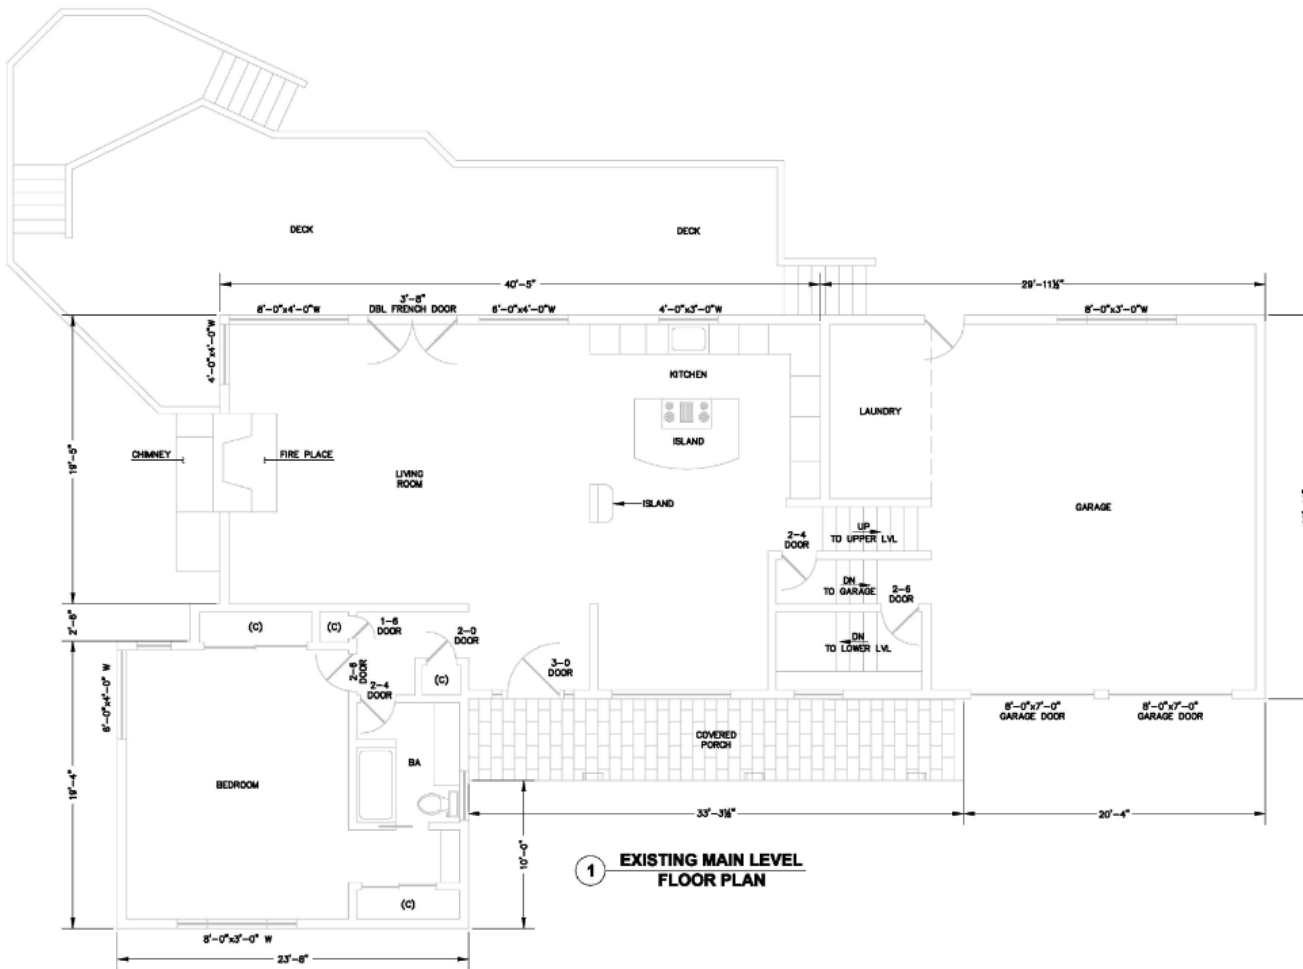 DECK
DECK
40'-5"
29'-11½"
8'-0"x4'-0"W
3'-8"
DBL FRENCH DOOR
6'-0"x4'-0"W
4'-0"x3'-0"W
8'-0"x3'-0"W
4'-0"x4'-0"W
KITCHEN
LAUNDRY
ISLAND
CHIMNEY
FIRE PLACE
19'-5"
LIVING
ROOM
ISLAND
GARAGE
UP
TO UPPER LVL
2-4
DOOR
DN
TO GARAGE
2-6
DOOR
2'-6"
(C)
(C)
1-6
DOOR
2-0
DOOR
DN
TO LOWER LVL
3-0
DOOR
2-6
DOOR
(C)
2-4
DOOR
6'-0"x4'-0" W
8'-0"x7'-0"
GARAGE DOOR
8'-0"x7'-0"
GARAGE DOOR
COVERED
PORCH
BA
BEDROOM
19'-4"
33'-3½"
20'-4"
10'-0"
1
EXISTING MAIN LEVEL
FLOOR PLAN
(C)
8'-0"x3'-0" W
23'-8"